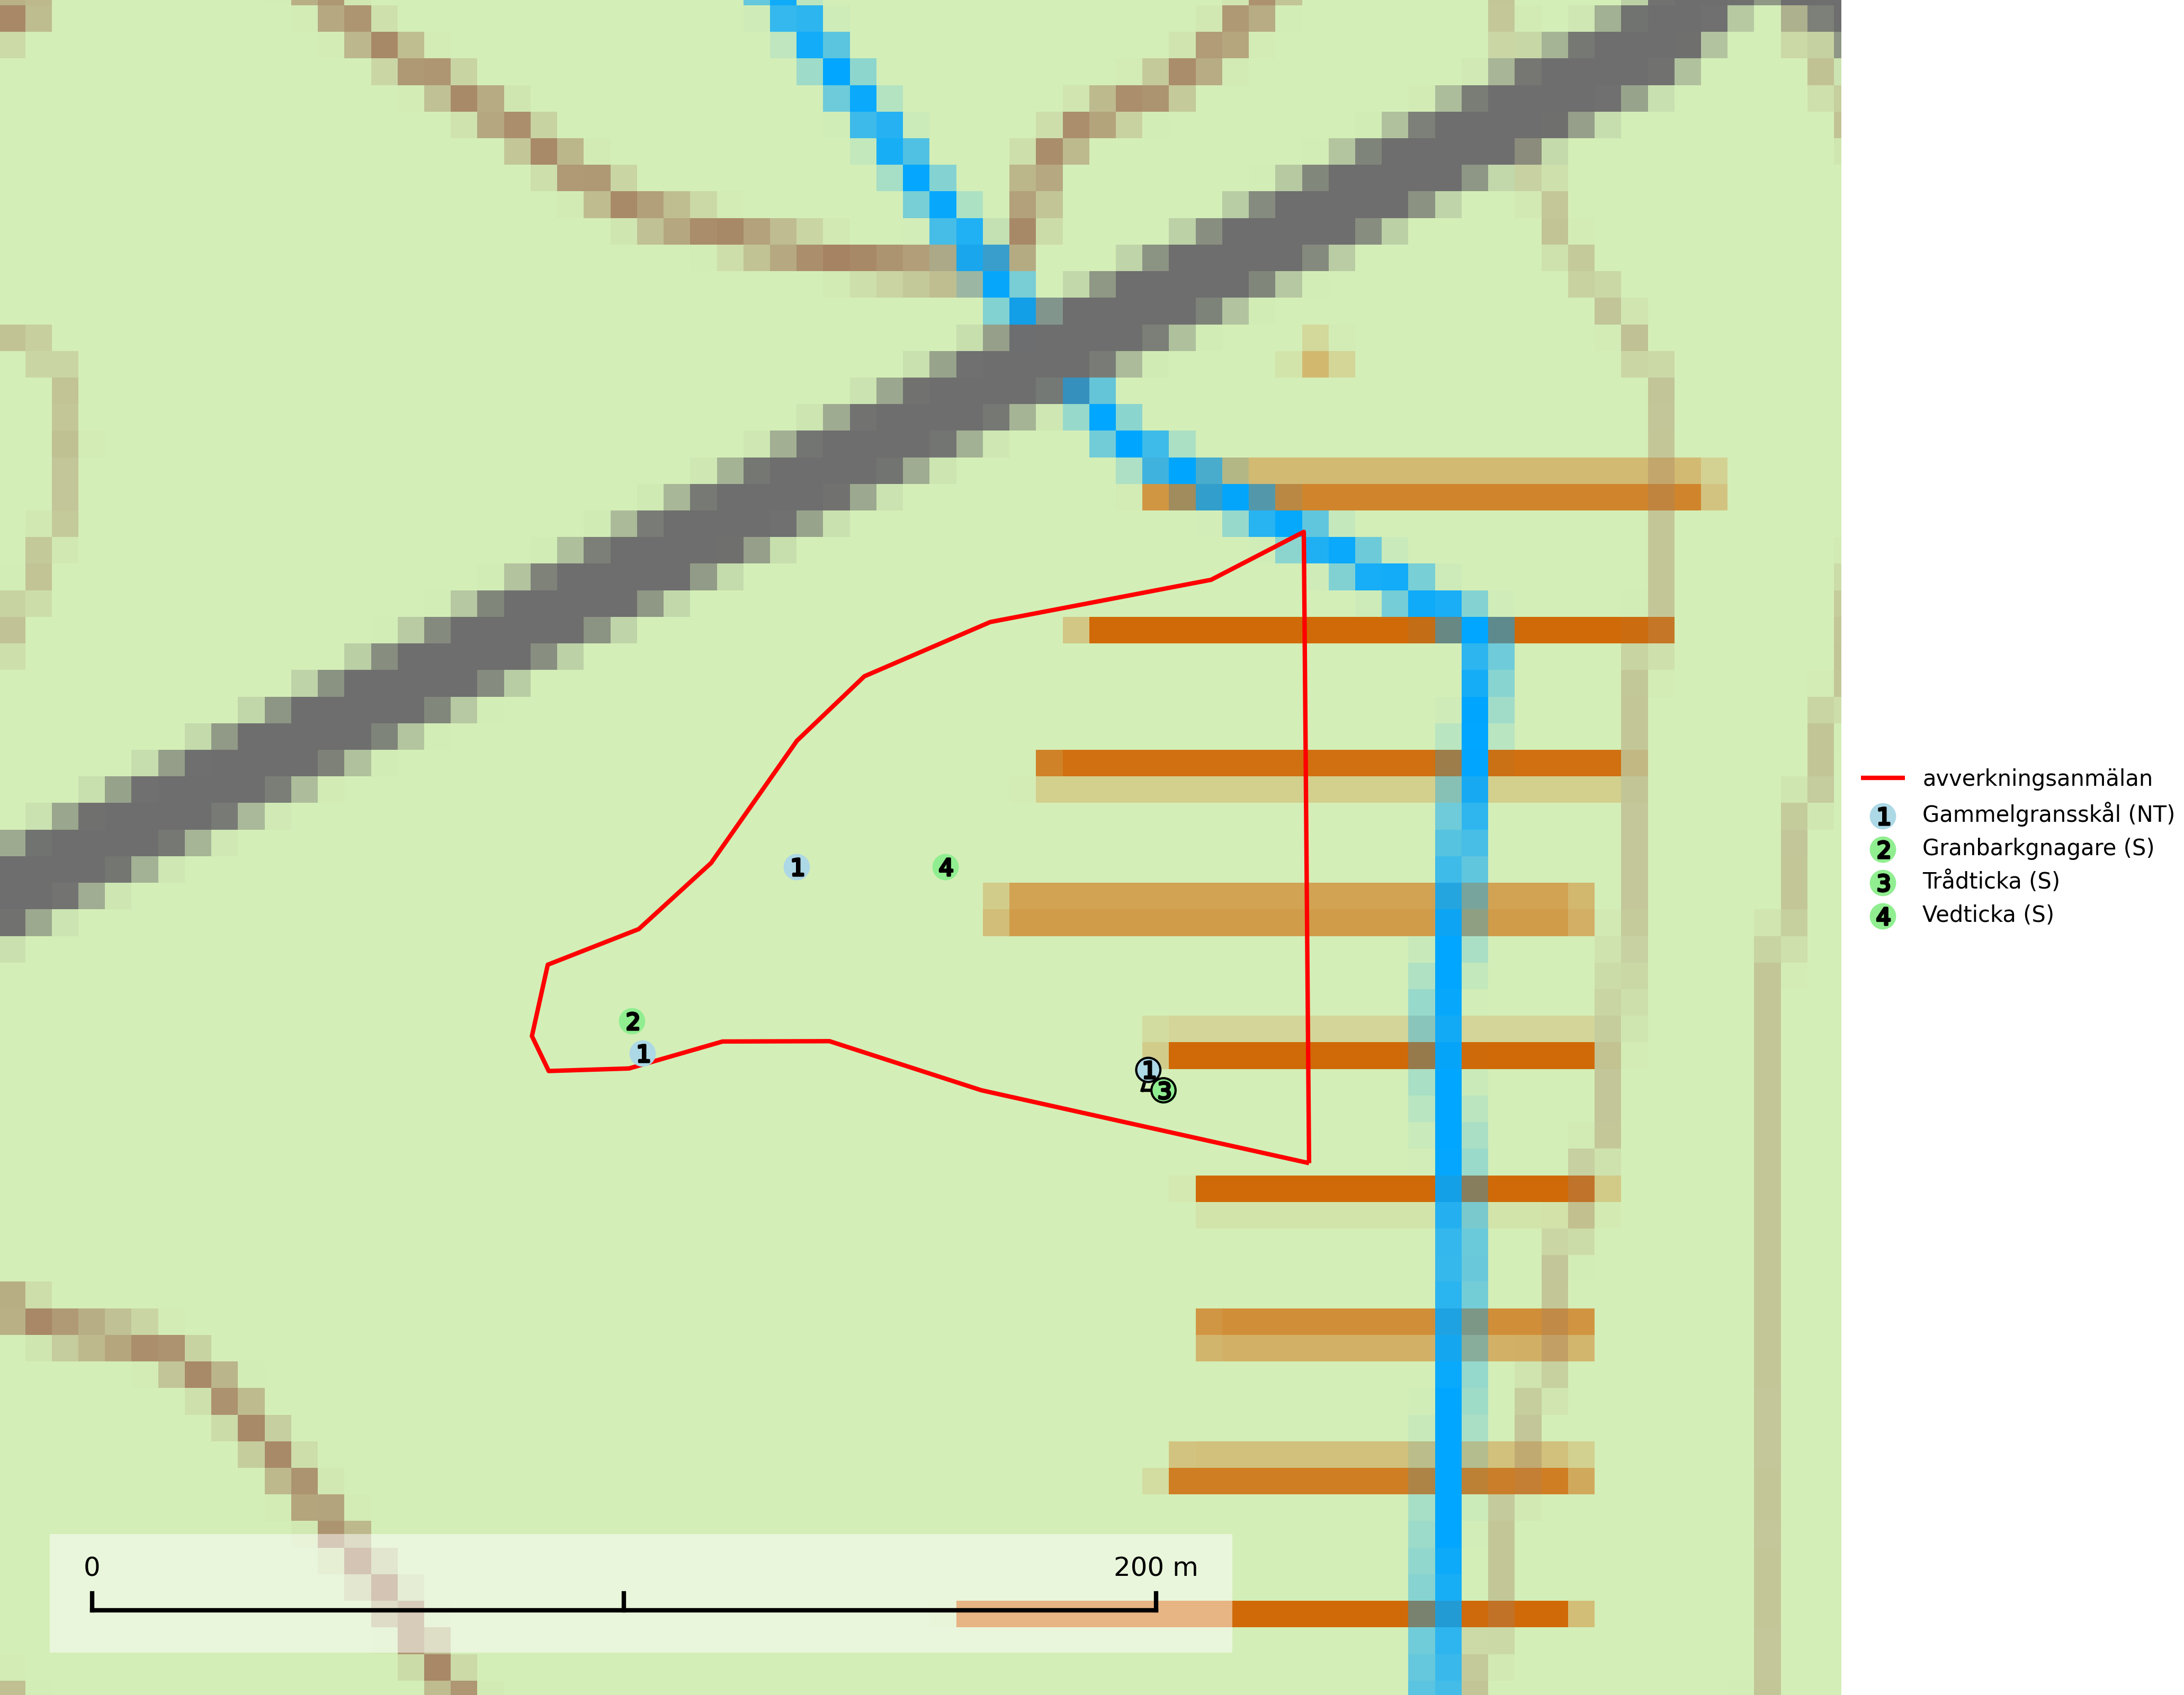 1
4
2
1
1
3
0
200 m
avverkningsanmälan
1 Gammelgransskål (NT)
2 Granbarkgnagare (S)
3 Trådticka (S)
4 Vedticka (S)